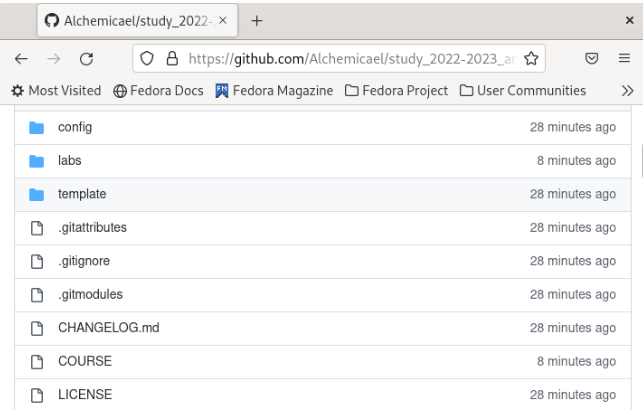 Alchemicael/study_2022-
https://github.com/Alchemicael/study_2022-2023_ar
Most Visited Fedora Docs Fedora Magazine Fedora Project User Communities
config 28 minutes ago
labs 8 minutes ago
template 28 minutes ago
.gitattributes 28 minutes ago
.gitignore 28 minutes ago
.gitmodules 28 minutes ago
CHANGELOG.md 28 minutes ago
COURSE 8 minutes ago
LICENSE 28 minutes ago